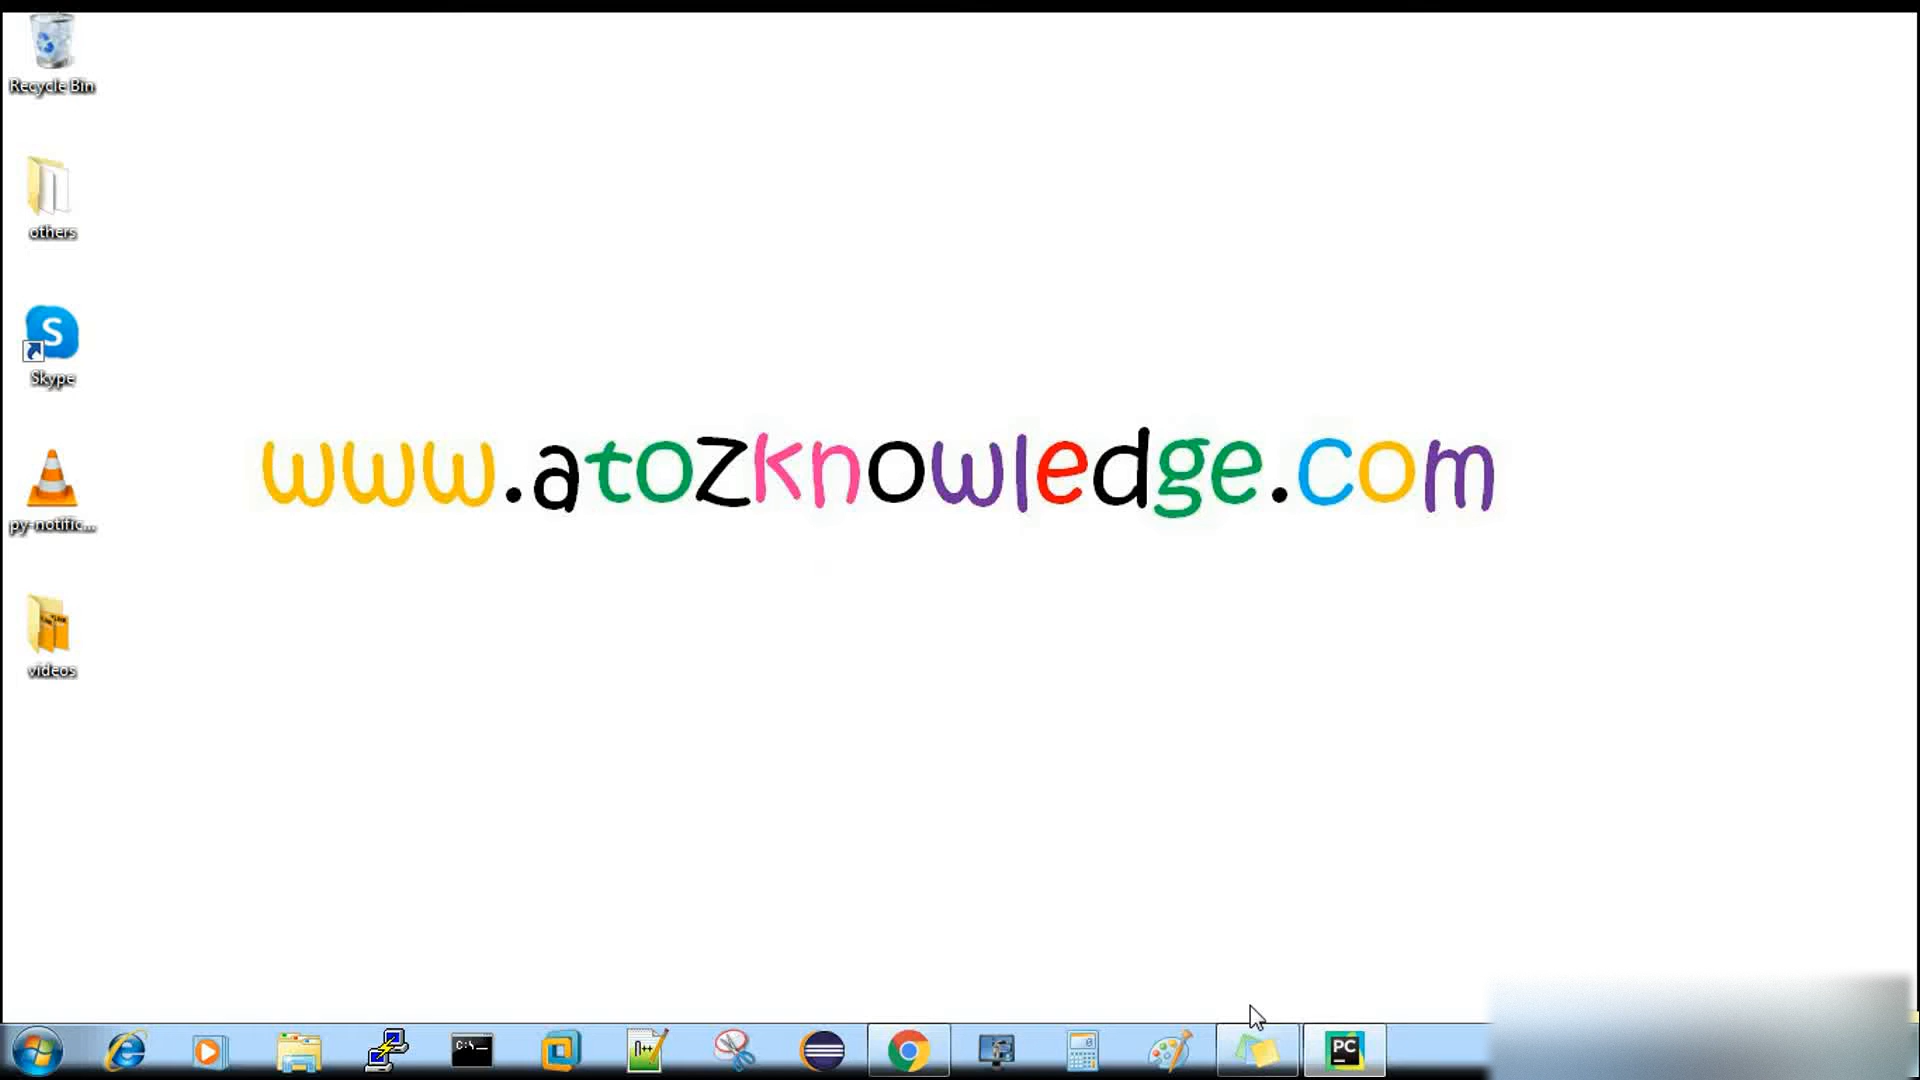 Recycle Bin
others
S
Skype
www.atozknowledge.com
py-notific...
videos
C:\_
N++
PC